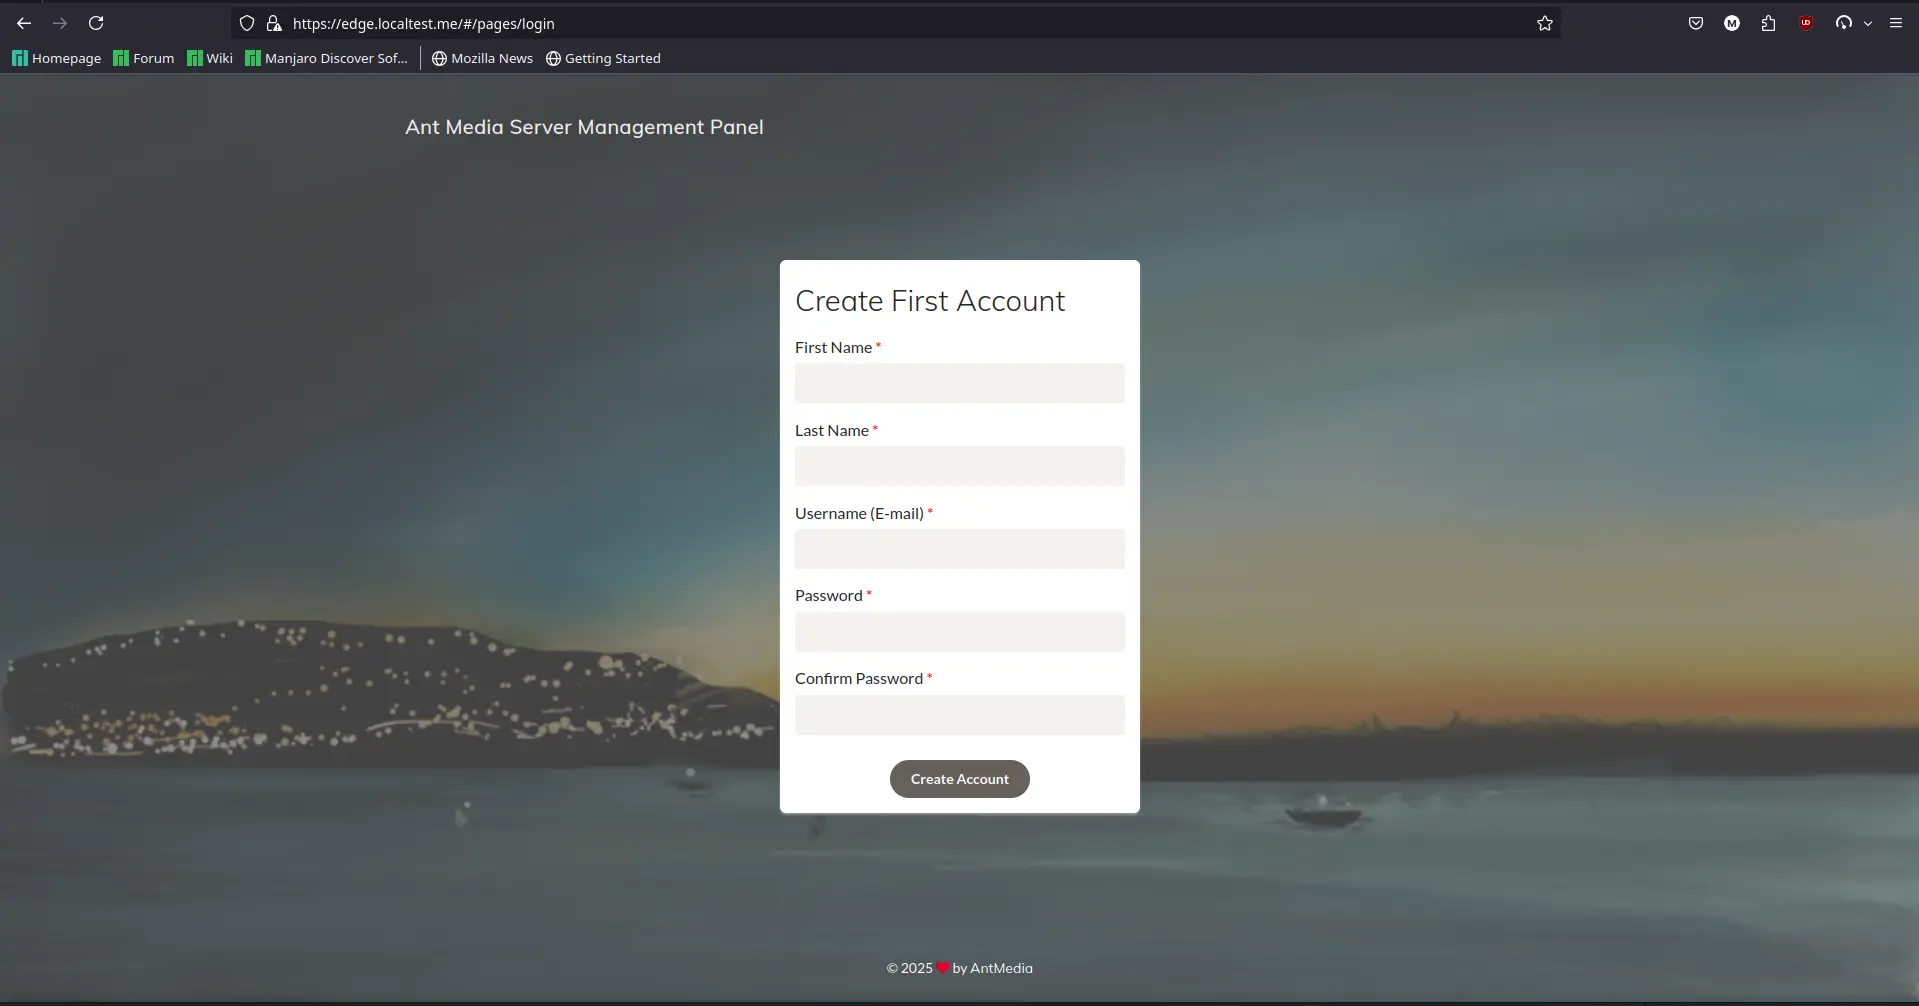 https://edge.localtest.me/#/pages/login
M
UD
Homepage Forum Wiki Manjaro Discover Sof... Mozilla News Getting Started
Ant Media Server Management Panel
Create First Account
First Name *
Last Name *
Username (E-mail) *
Password *
Confirm Password *
Create Account
© 2025 ❤ by AntMedia